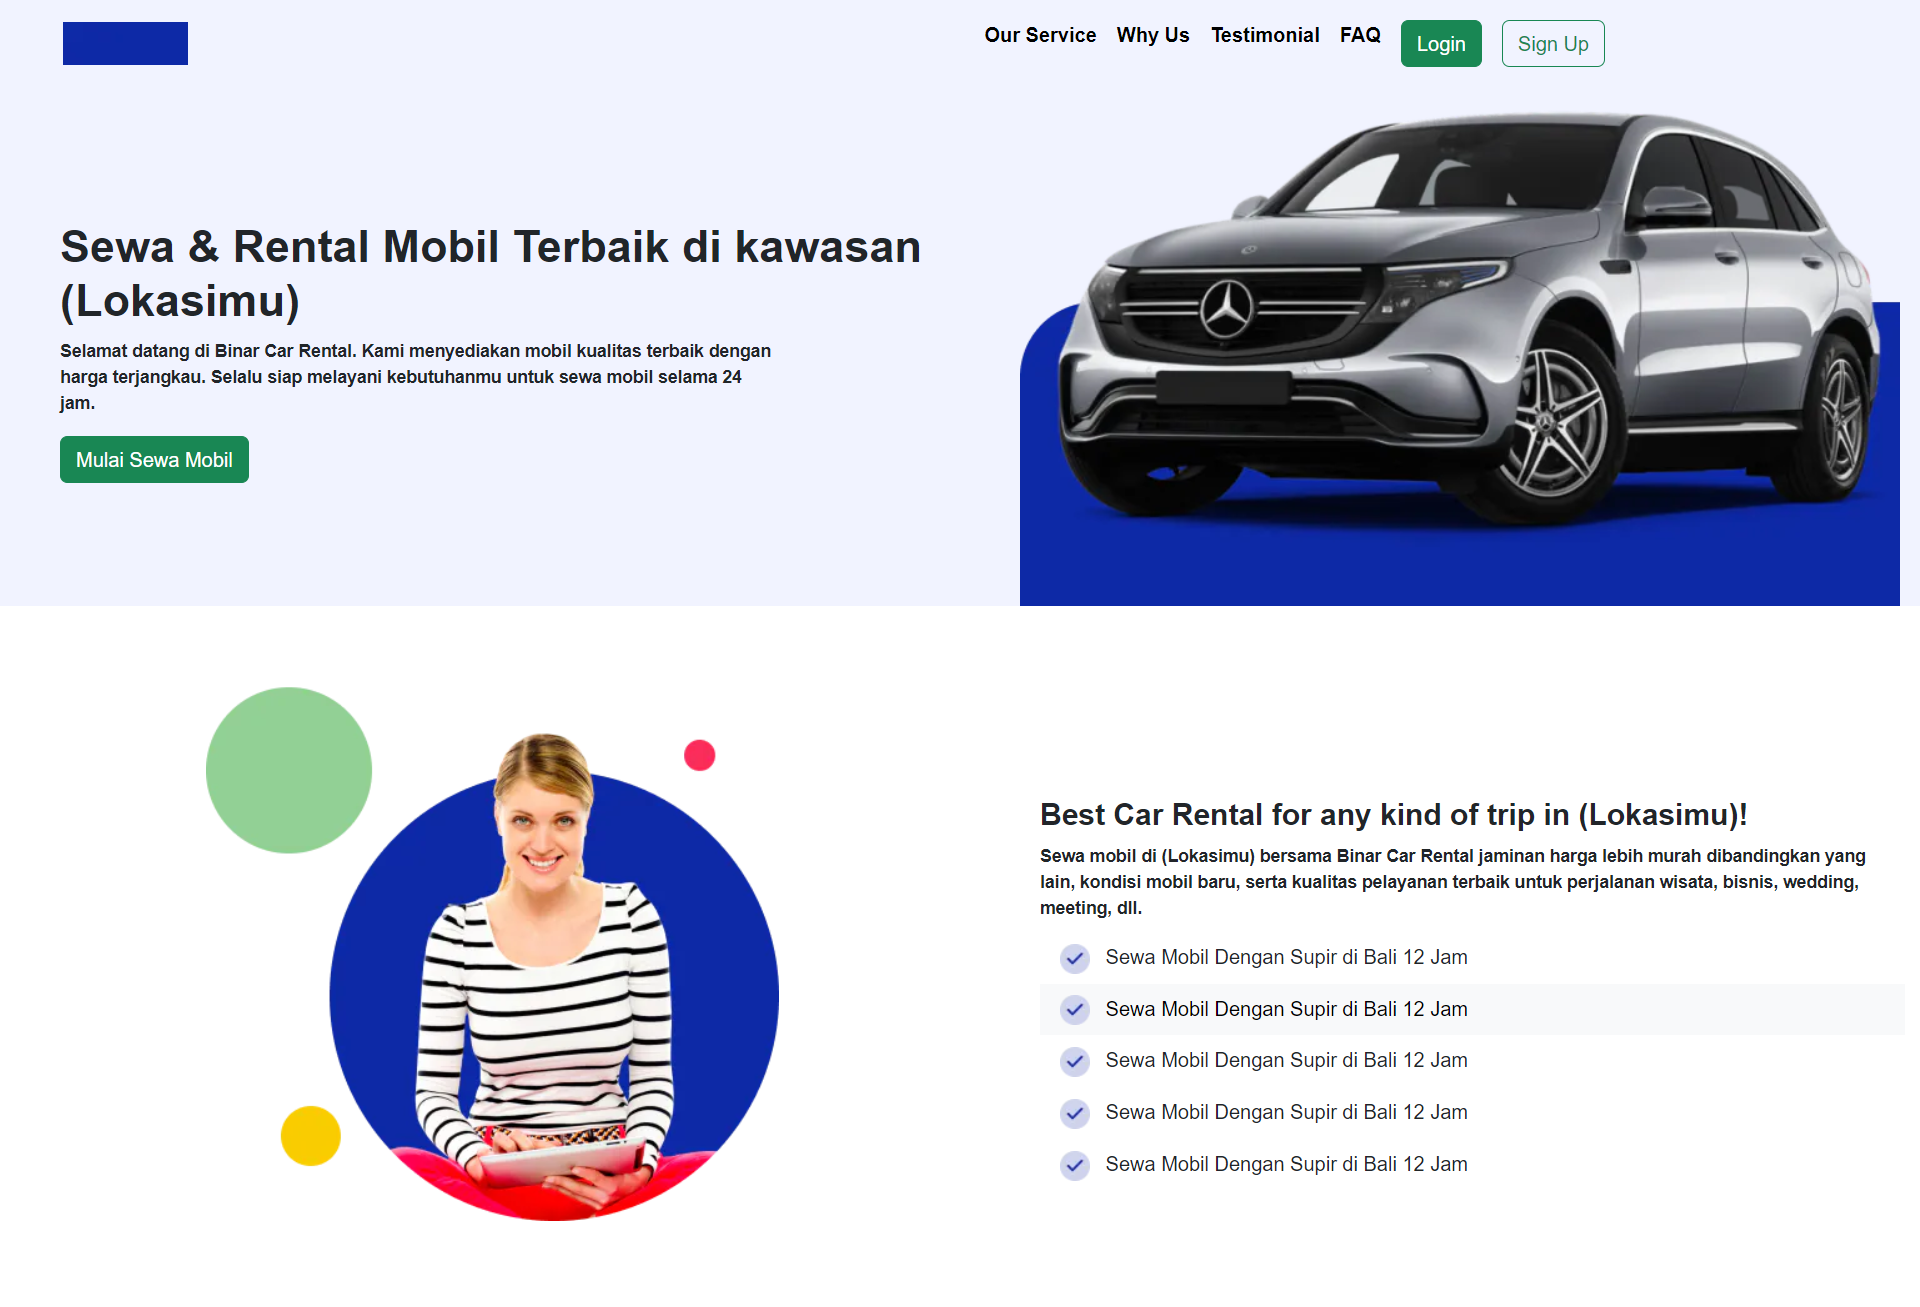 Our Service Why Us Testimonial FAQ Login Sign Up
Sewa & Rental Mobil Terbaik di kawasan
(Lokasimu)
Selamat datang di Binar Car Rental. Kami menyediakan mobil kualitas terbaik dengan
harga terjangkau. Selalu siap melayani kebutuhanmu untuk sewa mobil selama 24
jam.
Mulai Sewa Mobil
Best Car Rental for any kind of trip in (Lokasimu)!
Sewa mobil di (Lokasimu) bersama Binar Car Rental jaminan harga lebih murah dibandingkan yang
lain, kondisi mobil baru, serta kualitas pelayanan terbaik untuk perjalanan wisata, bisnis, wedding,
meeting, dll.
Sewa Mobil Dengan Supir di Bali 12 Jam
Sewa Mobil Dengan Supir di Bali 12 Jam
Sewa Mobil Dengan Supir di Bali 12 Jam
Sewa Mobil Dengan Supir di Bali 12 Jam
Sewa Mobil Dengan Supir di Bali 12 Jam